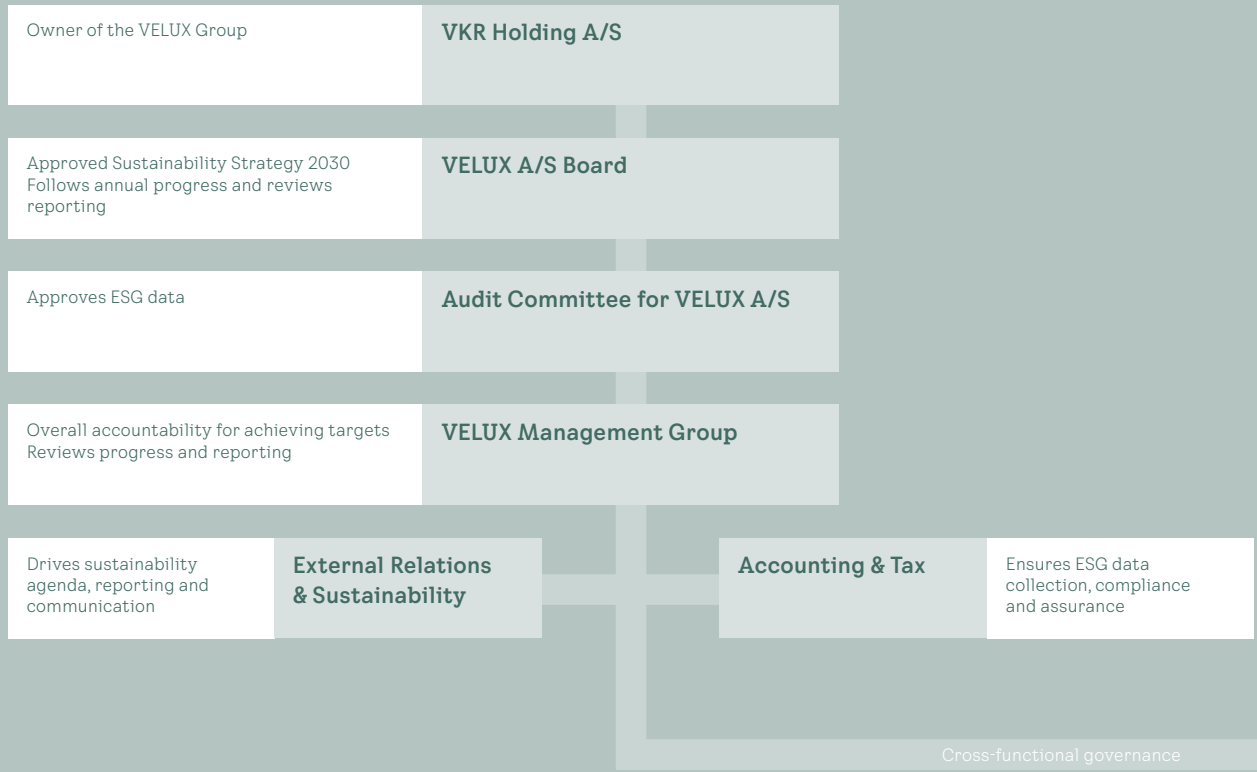 Owner of the VELUX Group
VKR Holding A/S
Approved Sustainability Strategy 2030
Follows annual progress and reviews
reporting
VELUX A/S Board
Approves ESG data
Audit Committee for VELUX A/S
Overall accountability for achieving targets
Reviews progress and reporting
VELUX Management Group
Drives sustainability
agenda, reporting and
communication
External Relations
& Sustainability
Accounting & Tax
Ensures ESG data
collection, compliance
and assurance
Cross-functional governance